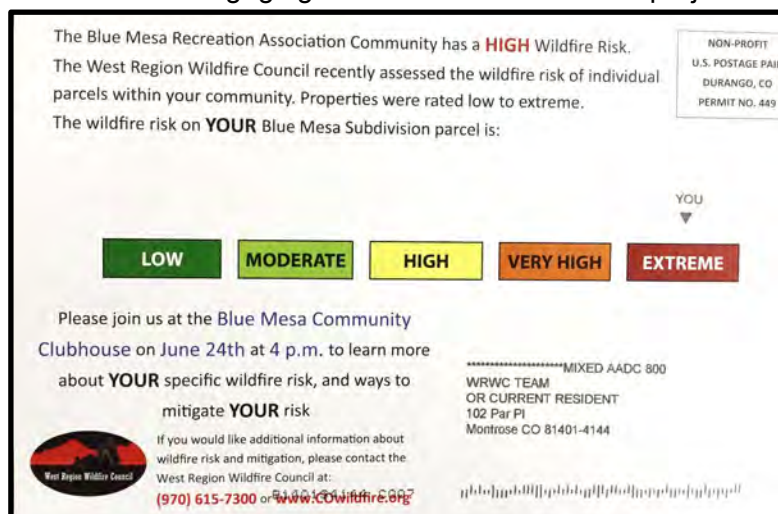 The Blue Mesa Recreation Association Community has a HIGH Wildfire Risk.
The West Region Wildfire Council recently assessed the wildfire risk of individual
parcels within your community. Properties were rated low to extreme.
The wildfire risk on YOUR Blue Mesa Subdivision parcel is:
NON-PROFIT
U.S. POSTAGE PAID
DURANGO, CO
PERMIT NO. 449
YOU
LOW MODERATE HIGH VERY HIGH EXTREME
Please join us at the Blue Mesa Community
Clubhouse on June 24th at 4 p.m. to learn more
about YOUR specific wildfire risk, and ways to
mitigate YOUR risk
West Region Wildfire Council
If you would like additional information about
wildfire risk and mitigation, please contact the
West Region Wildfire Council at:
(970) 615-7300 or www.COwildfire.org
*********************MIXED AADC 800
WRWC TEAM
OR CURRENT RESIDENT
102 Par Pl
Montrose CO 81401-4144